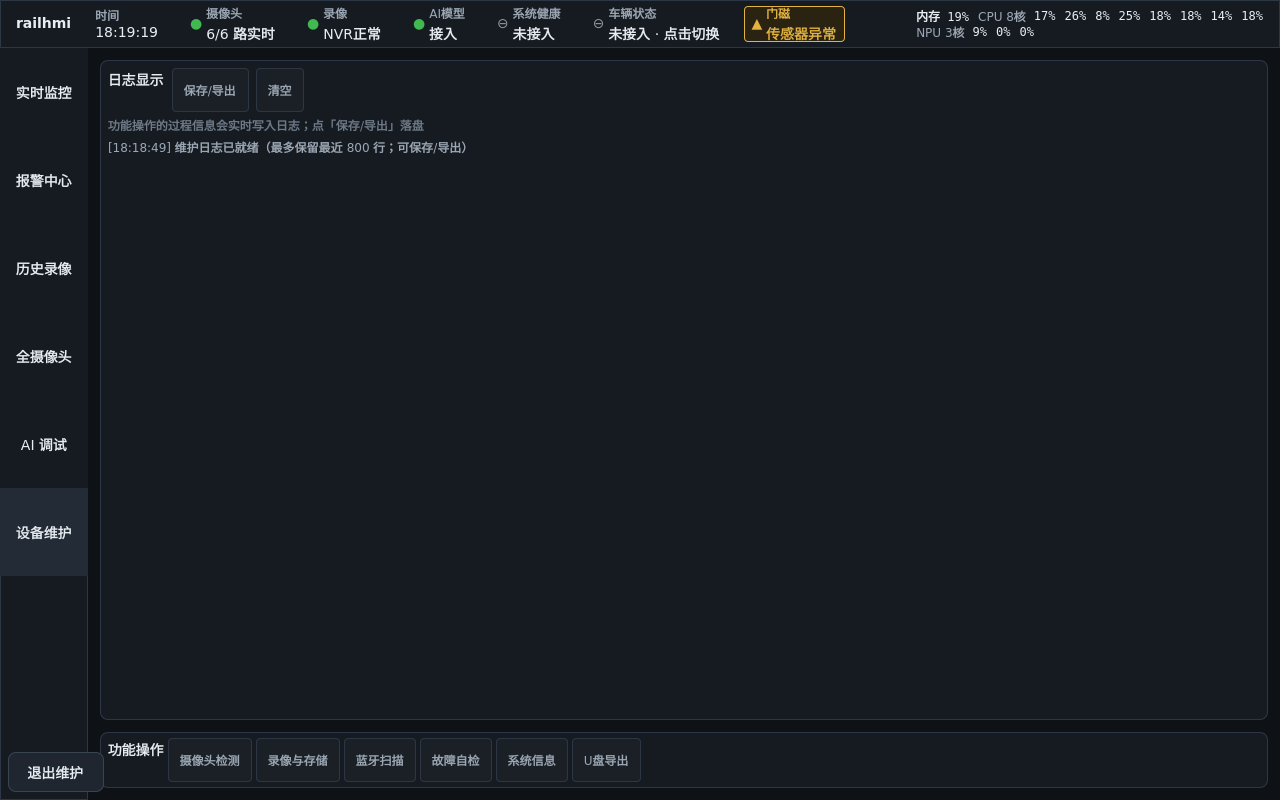 railhmi
时间
18:19:19
摄像头
6/6 路实时
录像
NVR正常
AI模型
接入
系统健康
未接入
车辆状态
未接入 · 点击切换
门磁
传感器异常
内存 19% CPU 8核 17% 26% 8% 25% 18% 18% 14% 18%
NPU 3核 9% 0% 0%
实时监控
报警中心
历史录像
全摄像头
AI 调试
设备维护
退出维护
日志显示
保存/导出
清空
功能操作的过程信息会实时写入日志；点「保存/导出」落盘
[18:18:49] 维护日志已就绪（最多保留最近 800 行；可保存/导出）
功能操作
摄像头检测
录像与存储
蓝牙扫描
故障自检
系统信息
U盘导出